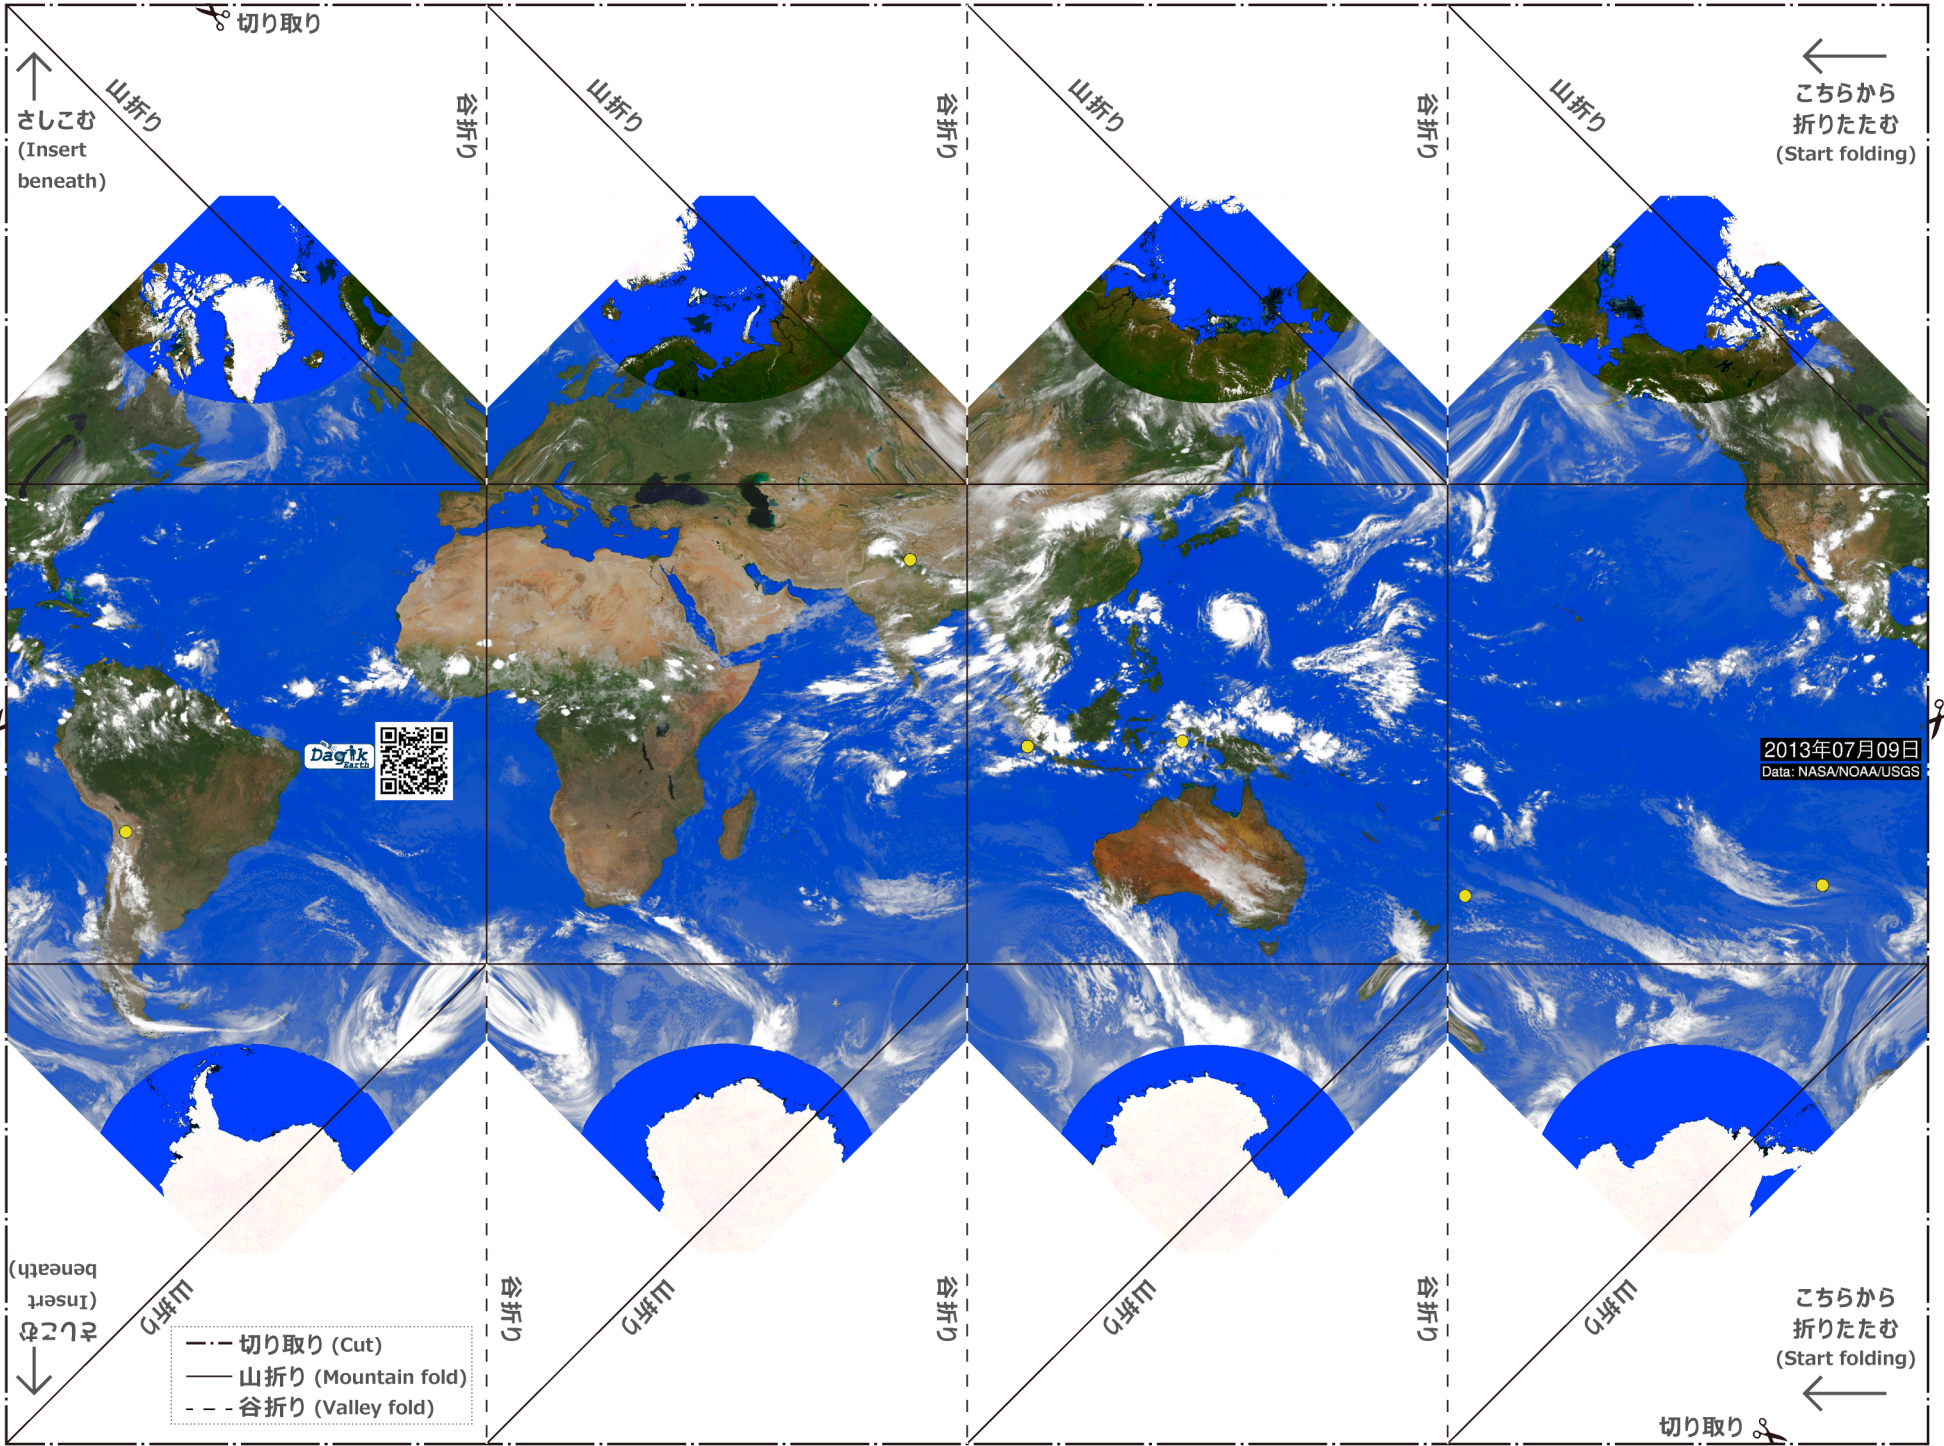 切り取り
山折り
谷折り
山折り
谷折り
山折り
谷折り
山折り
こちらから
折りたたむ
(Start folding)
さしこむ
(Insert
beneath)
Dagik
Earth
2013年07月09日
Data: NASA/NOAA/USGS
さしこむ
(Insert
beneath)
山折り
谷折り
山折り
谷折り
山折り
谷折り
山折り
こちらから
折りたたむ
(Start folding)
切り取り (Cut)
山折り (Mountain fold)
谷折り (Valley fold)
切り取り